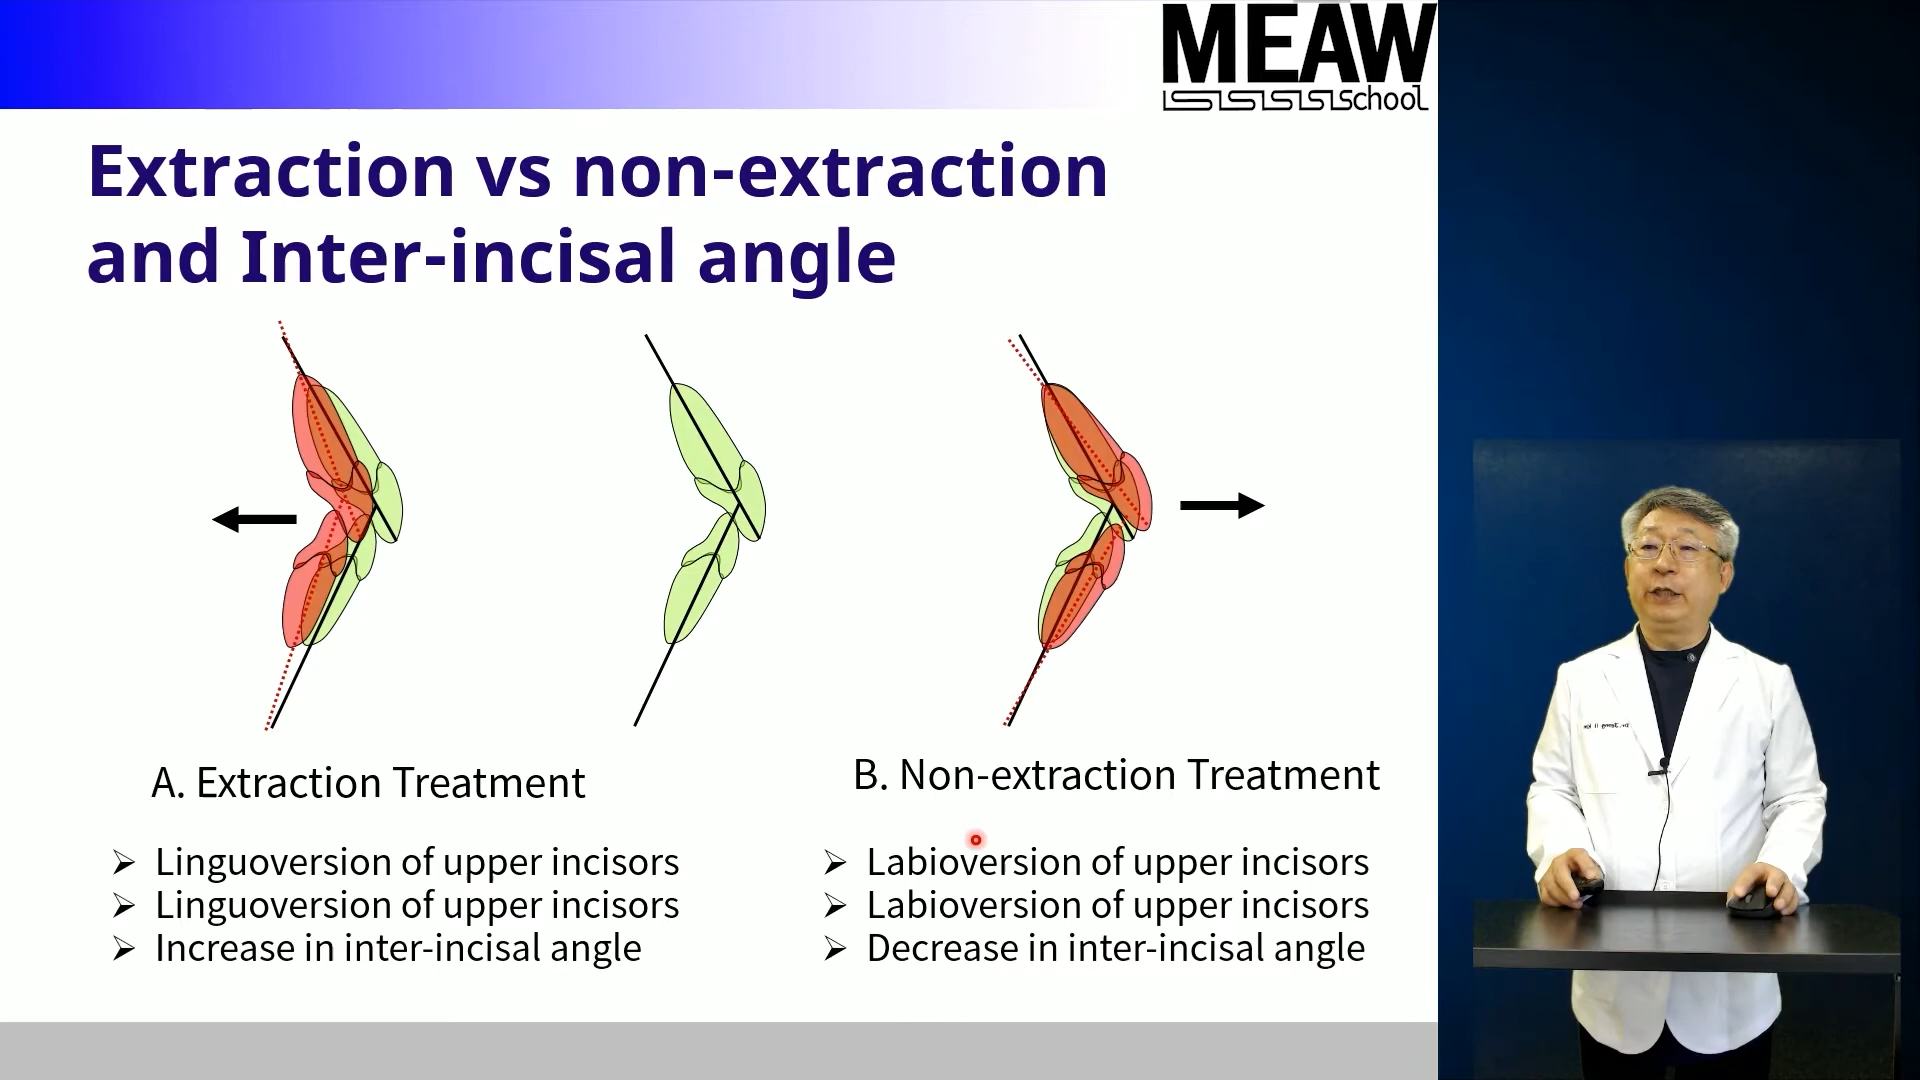 MEAW
School
Extraction vs non-extraction
and Inter-incisal angle
A. Extraction Treatment
➢ Linguoversion of upper incisors
➢ Linguoversion of upper incisors
➢ Increase in inter-incisal angle
B. Non-extraction Treatment
➢ Labioversion of upper incisors
➢ Labioversion of upper incisors
➢ Decrease in inter-incisal angle